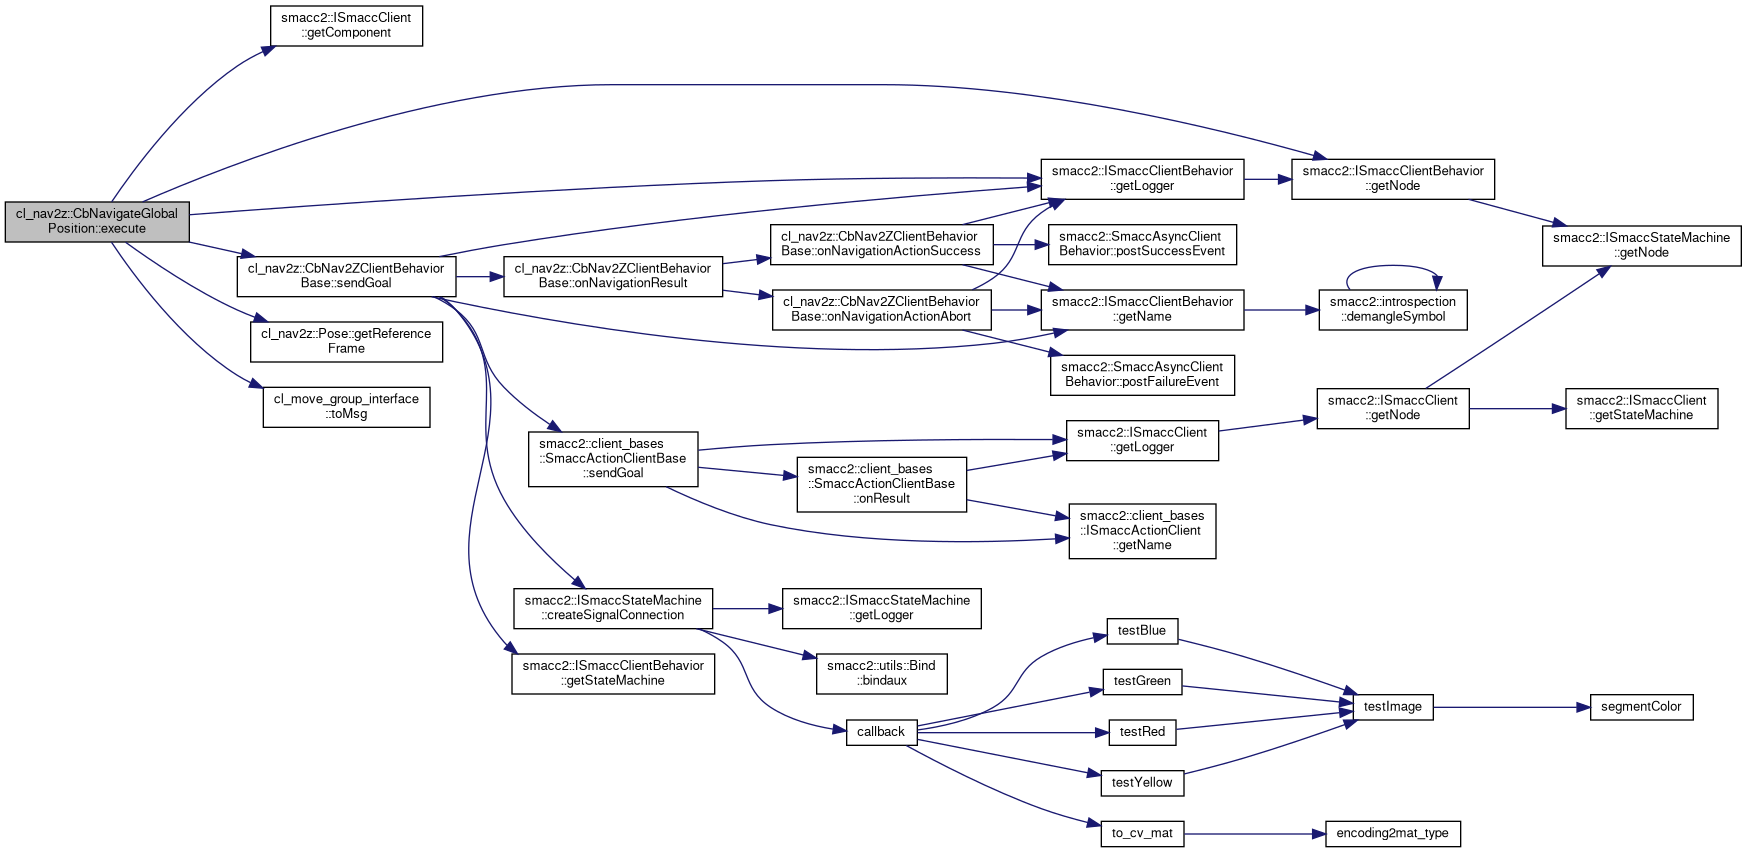 smacc2::ISmaccClient
::getComponent
cl_nav2z::CbNavigateGlobal
Position::execute
smacc2::ISmaccClientBehavior
::getLogger
smacc2::ISmaccClientBehavior
::getNode
smacc2::ISmaccStateMachine
::getNode
cl_nav2z::CbNav2ZClientBehavior
Base::sendGoal
cl_nav2z::CbNav2ZClientBehavior
Base::onNavigationResult
cl_nav2z::CbNav2ZClientBehavior
Base::onNavigationActionSuccess
smacc2::SmaccAsyncClient
Behavior::postSuccessEvent
cl_nav2z::CbNav2ZClientBehavior
Base::onNavigationActionAbort
smacc2::ISmaccClientBehavior
::getName
smacc2::introspection
::demangleSymbol
cl_nav2z::Pose::getReference
Frame
smacc2::SmaccAsyncClient
Behavior::postFailureEvent
cl_move_group_interface
::toMsg
smacc2::ISmaccClient
::getNode
smacc2::ISmaccClient
::getStateMachine
smacc2::client_bases
::SmaccActionClientBase
::sendGoal
smacc2::ISmaccClient
::getLogger
smacc2::client_bases
::SmaccActionClientBase
::onResult
smacc2::client_bases
::ISmaccActionClient
::getName
smacc2::ISmaccStateMachine
::createSignalConnection
smacc2::ISmaccStateMachine
::getLogger
smacc2::ISmaccClientBehavior
::getStateMachine
smacc2::utils::Bind
::bindaux
callback
testBlue
testGreen
testRed
testYellow
testImage
segmentColor
to_cv_mat
encoding2mat_type